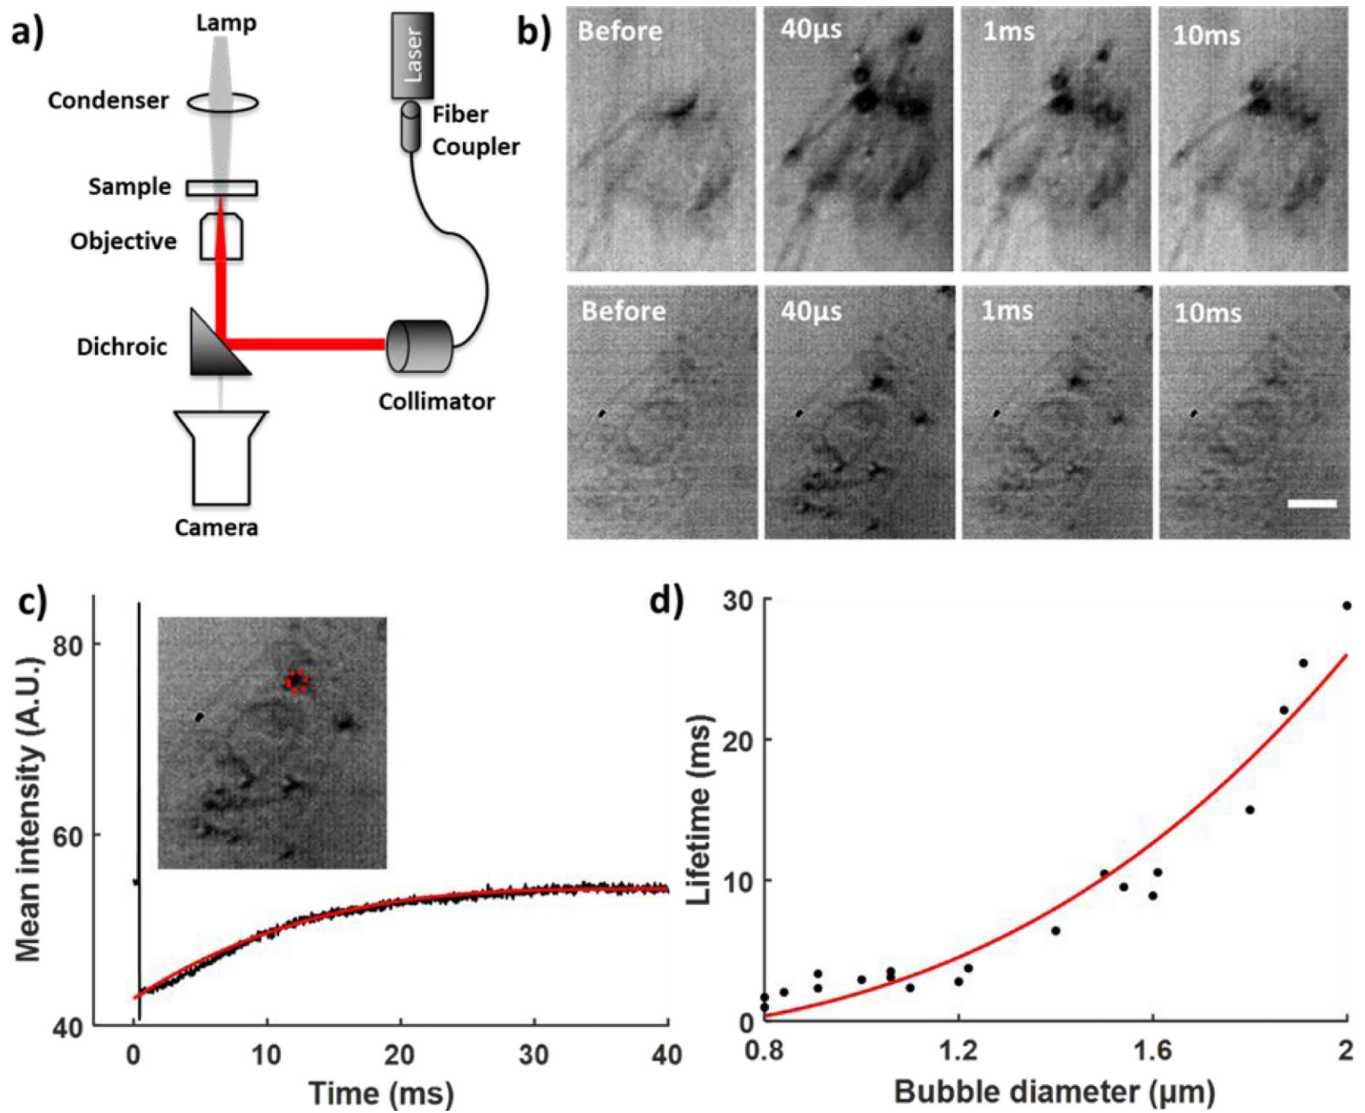 a)
Lamp
Condenser
Sample
Objective
Dichroic
Camera
Laser
Fiber
Coupler
Collimator
b)
Before
40µs
1ms
10ms
Before
40µs
1ms
10ms
c)
Mean intensity (A.U.)
80
60
40
0
10
20
30
40
Time (ms)
d)
Lifetime (ms)
30
20
10
0
0.8
1.2
1.6
2
Bubble diameter (µm)